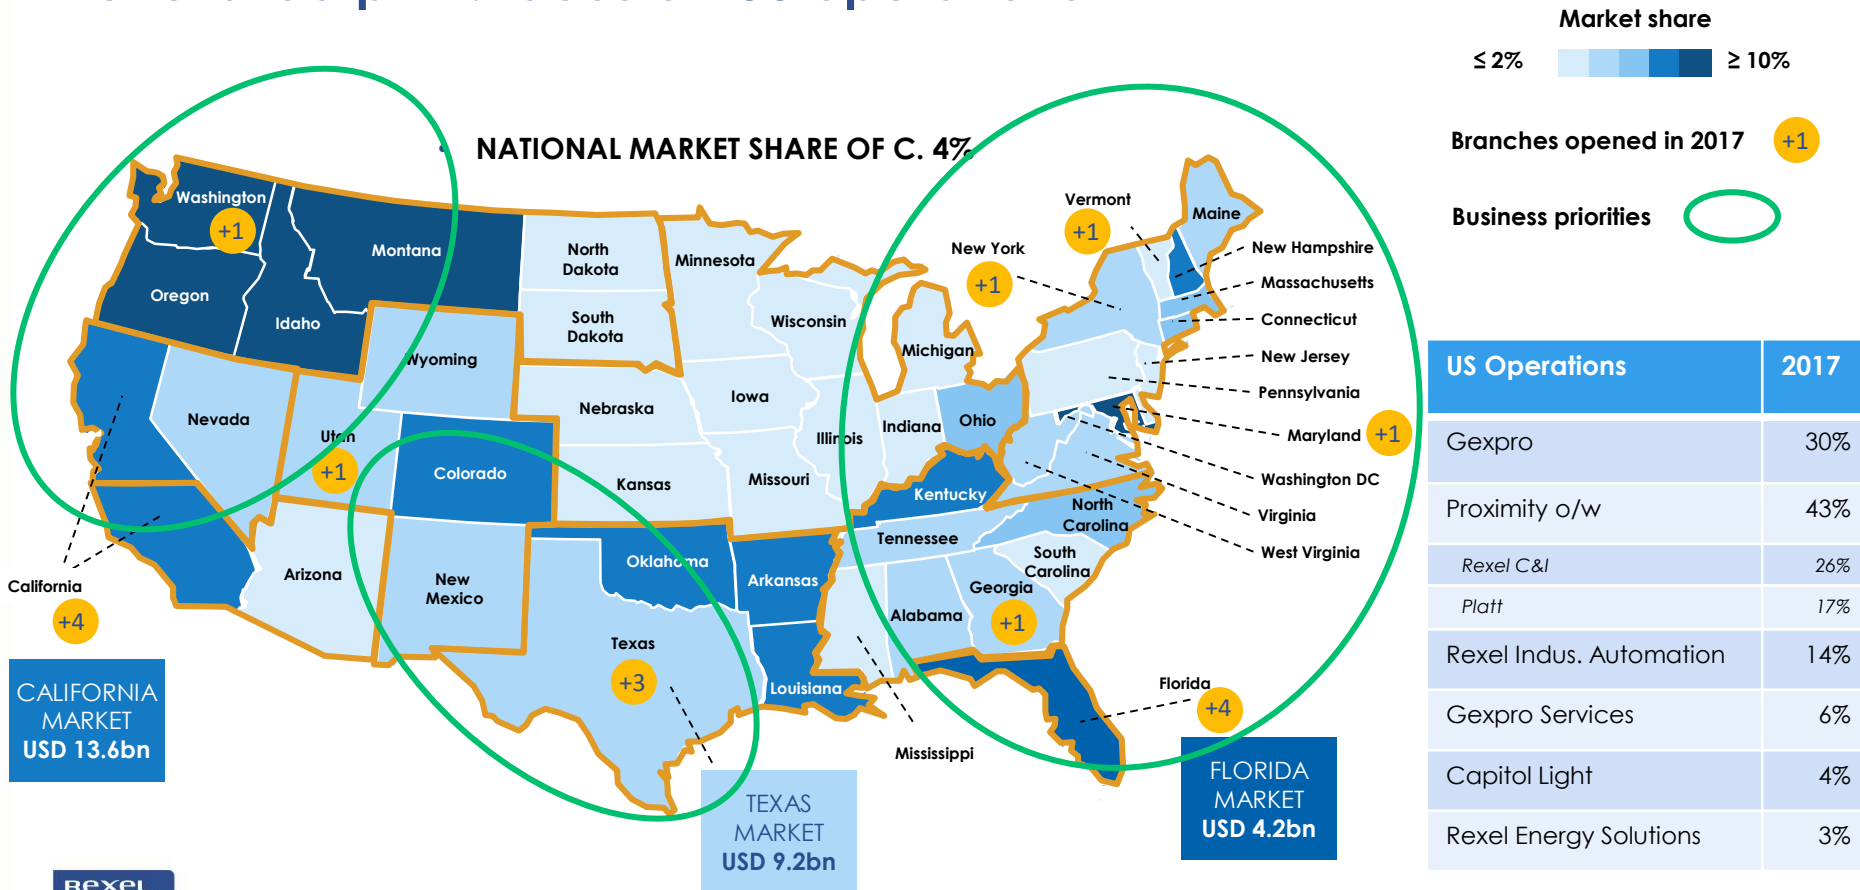 NATIONAL MARKET SHARE OF C. 4%
Market share
≤ 2%
≥ 10%
Branches opened in 2017
+1
Business priorities
Washington
+1
Montana
Oregon
Idaho
Wyoming
Nevada
Utah
+1
Colorado
California
+4
Arizona
New
Mexico
North
Dakota
South
Dakota
Nebraska
Kansas
Minnesota
Iowa
Missouri
Wisconsin
Illinois
Michigan
Indiana
Ohio
Kentucky
Tennessee
Oklahoma
Arkansas
Texas
+3
Louisiana
Mississippi
Alabama
Georgia
+1
North
Carolina
South
Carolina
Florida
+4
New York
+1
Vermont
+1
Maine
New Hampshire
Massachusetts
Connecticut
New Jersey
Pennsylvania
Maryland
+1
Washington DC
Virginia
West Virginia
CALIFORNIA
MARKET
USD 13.6bn
TEXAS
MARKET
USD 9.2bn
FLORIDA
MARKET
USD 4.2bn
US Operations 2017
Gexpro 30%
Proximity o/w 43%
Rexel C&I 26%
Platt 17%
Rexel Indus. Automation 14%
Gexpro Services 6%
Capitol Light 4%
Rexel Energy Solutions 3%
REXEL